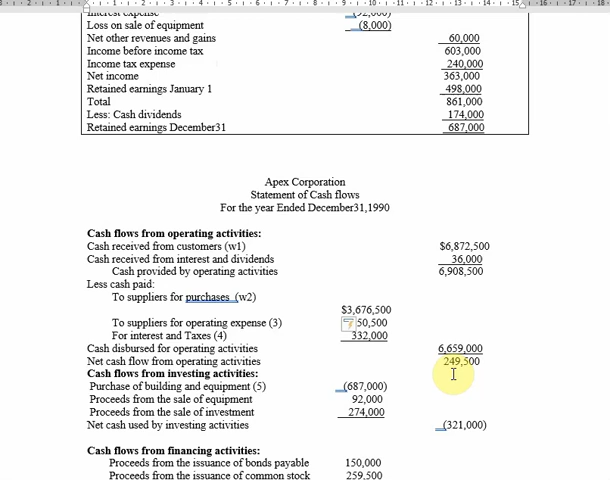 Interest expense (92,000)
Loss on sale of equipment (8,000)
Net other revenues and gains 60,000
Income before income tax 603,000
Income tax expense 240,000
Net income 363,000
Retained earnings January 1 498,000
Total 861,000
Less: Cash dividends 174,000
Retained earnings December31 687,000
Apex Corporation
Statement of Cash flows
For the year Ended December31,1990
Cash flows from operating activities:
Cash received from customers (w1) $6,872,500
Cash received from interest and dividends 36,000
Cash provided by operating activities 6,908,500
Less cash paid:
To suppliers for purchases (w2)
$3,676,500
To suppliers for operating expense (3) 50,500
For interest and Taxes (4) 332,000
Cash disbursed for operating activities 6,659,000
Net cash flow from operating activities 249,500
Cash flows from investing activities:
Purchase of building and equipment (5) (687,000)
Proceeds from the sale of equipment 92,000
Proceeds from the sale of investment 274,000
Net cash used by investing activities (321,000)
Cash flows from financing activities:
Proceeds from the issuance of bonds payable 150,000
Proceeds from the issuance of common stock 259,500